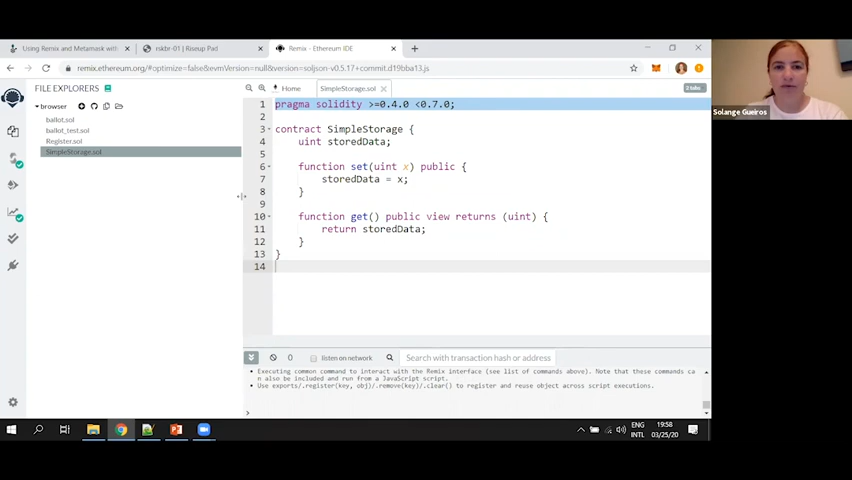 Using Remix and Metamask with
rskbr-01 | Riseup Pad
Remix - Ethereum IDE
remix.ethereum.org/#optimize=false&evmVersion=null&version=soljson-v0.5.17+commit.d19bba13.js
FILE EXPLORERS
browser
ballot.sol
ballot_test.sol
Register.sol
SimpleStorage.sol
Home
SimpleStorage.sol
2 tabs
1 pragma solidity >=0.4.0 <0.7.0;
2
3 contract SimpleStorage {
4 uint storedData;
5
6 function set(uint x) public {
7 storedData = x;
8 }
9
10 function get() public view returns (uint) {
11 return storedData;
12 }
13 }
14
0
listen on network
Search with transaction hash or address
Executing common command to interact with the Remix interface (see list of commands above). Note that these commands ca
n also be included and run from a JavaScript script.
Use exports/.register(key, obj)/.remove(key)/.clear() to register and reuse object across script executions.
>
ENG
INTL
19:58
03/25/20
Solange Gueiros